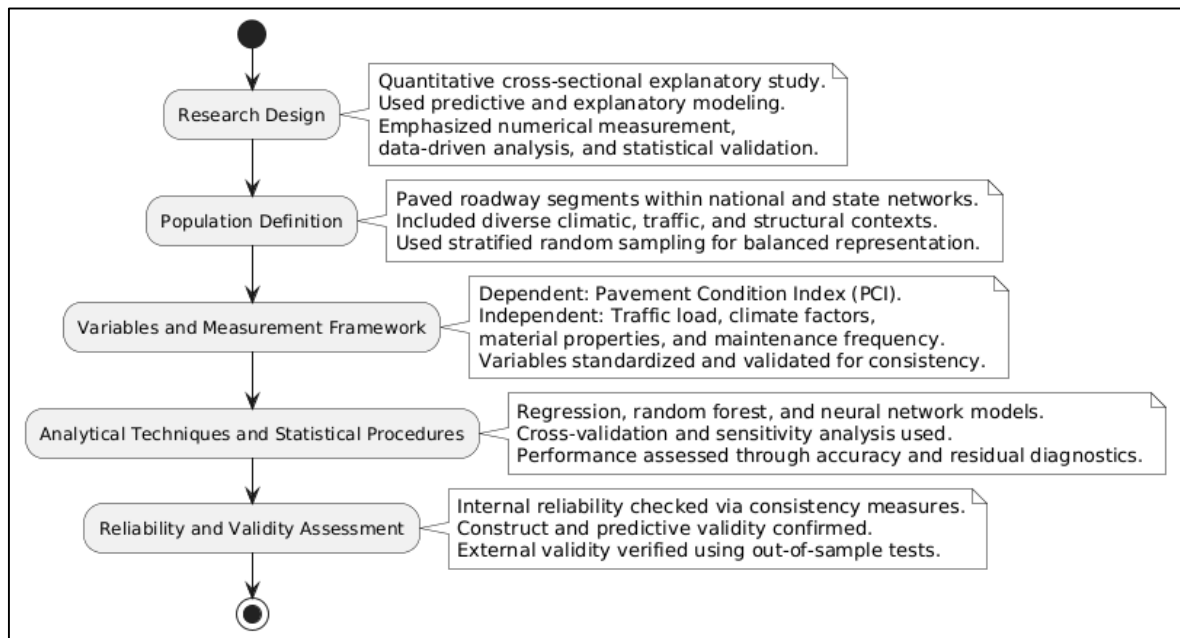 Research Design
Quantitative cross-sectional explanatory study.
Used predictive and explanatory modeling.
Emphasized numerical measurement,
data-driven analysis, and statistical validation.
Population Definition
Paved roadway segments within national and state networks.
Included diverse climatic, traffic, and structural contexts.
Used stratified random sampling for balanced representation.
Variables and Measurement Framework
Dependent: Pavement Condition Index (PCI).
Independent: Traffic load, climate factors,
material properties, and maintenance frequency.
Variables standardized and validated for consistency.
Analytical Techniques and Statistical Procedures
Regression, random forest, and neural network models.
Cross-validation and sensitivity analysis used.
Performance assessed through accuracy and residual diagnostics.
Reliability and Validity Assessment
Internal reliability checked via consistency measures.
Construct and predictive validity confirmed.
External validity verified using out-of-sample tests.